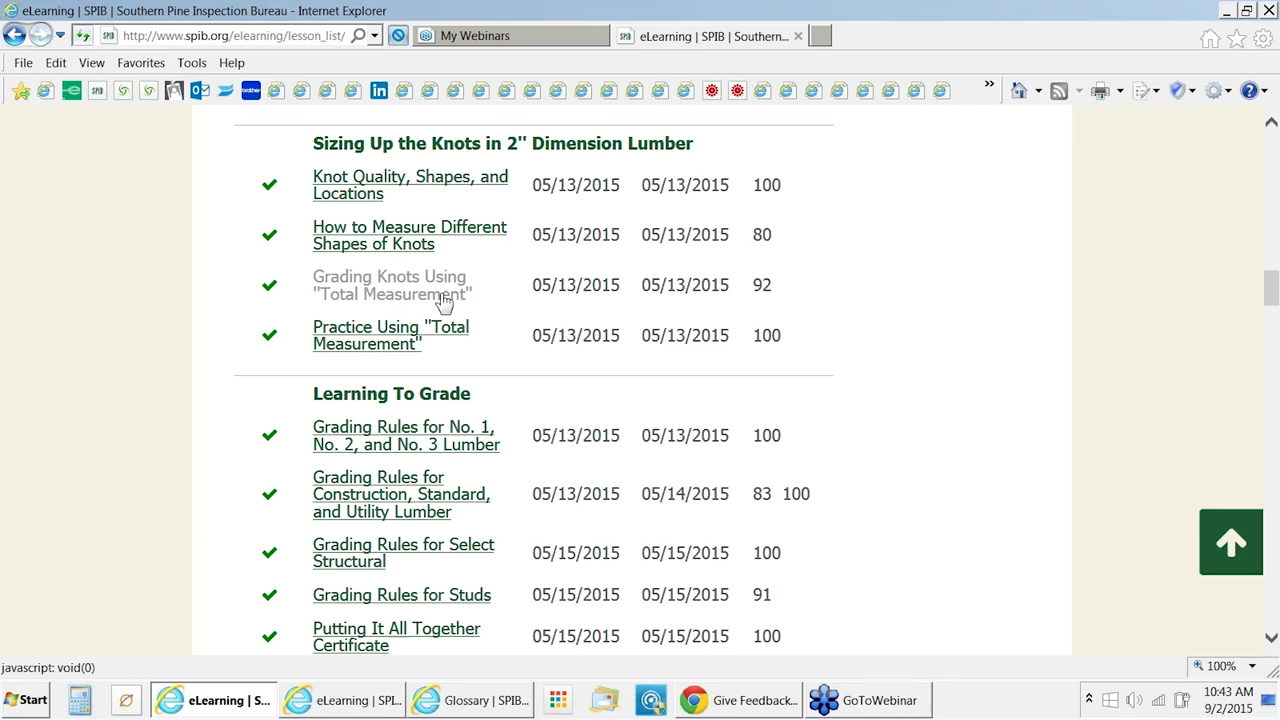 eLearning | SPIB | Southern Pine Inspection Bureau - Internet Explorer
http://www.spib.org/elearning/lesson_list/
My Webinars
eLearning | SPIB | Southern...
File Edit View Favorites Tools Help
Sizing Up the Knots in 2" Dimension Lumber
Knot Quality, Shapes, and
Locations
05/13/2015 05/13/2015 100
How to Measure Different
Shapes of Knots
05/13/2015 05/13/2015 80
Grading Knots Using
"Total Measurement"
05/13/2015 05/13/2015 92
Practice Using "Total
Measurement"
05/13/2015 05/13/2015 100
Learning To Grade
Grading Rules for No. 1,
No. 2, and No. 3 Lumber
05/13/2015 05/13/2015 100
Grading Rules for
Construction, Standard,
and Utility Lumber
05/13/2015 05/14/2015 83 100
Grading Rules for Select
Structural
05/15/2015 05/15/2015 100
Grading Rules for Studs 05/15/2015 05/15/2015 91
Putting It All Together
Certificate
05/15/2015 05/15/2015 100
javascript: void(0)
100%
Start
eLearning | S...
eLearning | SPI...
Glossary | SPIB...
Give Feedback...
GoToWebinar
10:43 AM
9/2/2015